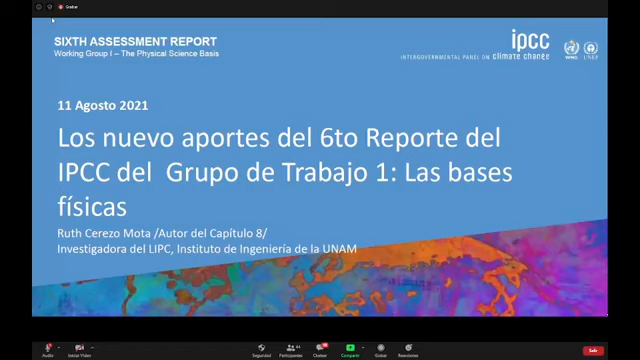 Grabar
SIXTH ASSESSMENT REPORT
Working Group I – The Physical Science Basis
ipcc
INTERGOVERNMENTAL PANEL ON climate change
WMO
UNEP
11 Agosto 2021
Los nuevo aportes del 6to Reporte del
IPCC del Grupo de Trabajo 1: Las bases
físicas
Ruth Cerezo Mota /Autor del Capítulo 8/
Investigadora del LIPC, Instituto de Ingeniería de la UNAM
Audio
Iniciar Video
Seguridad
Participantes
Chatear
Compartir
Grabar
Reacciones
Salir